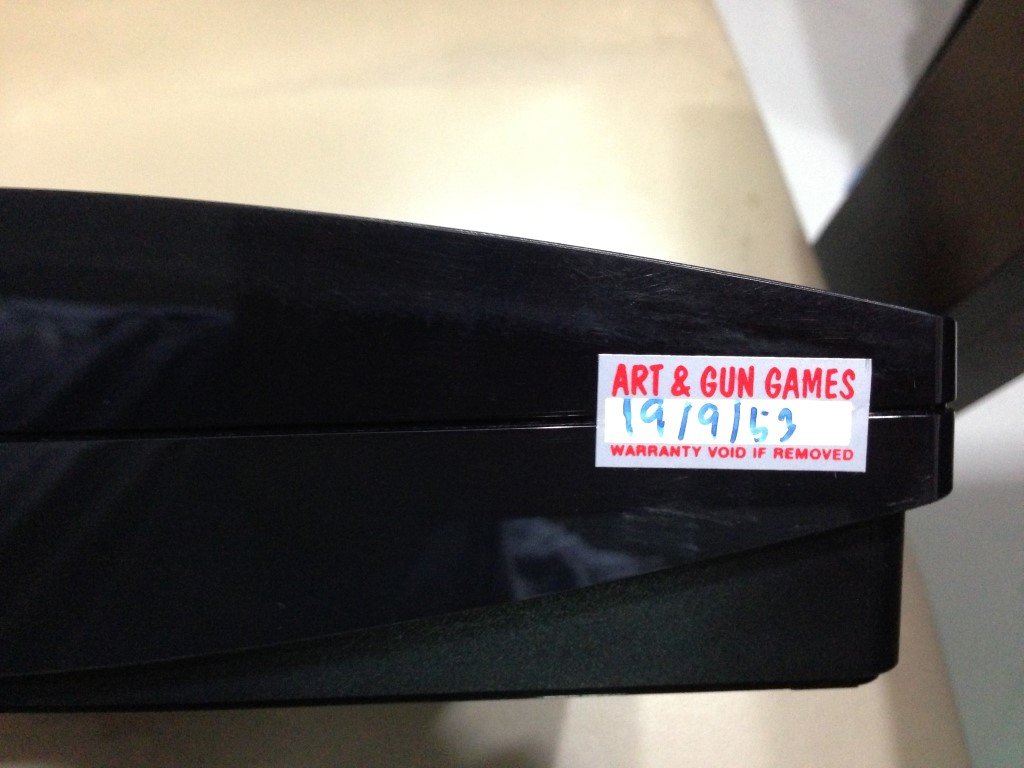 ART & GUN GAMES
19/9/53
WARRANTY VOID IF REMOVED